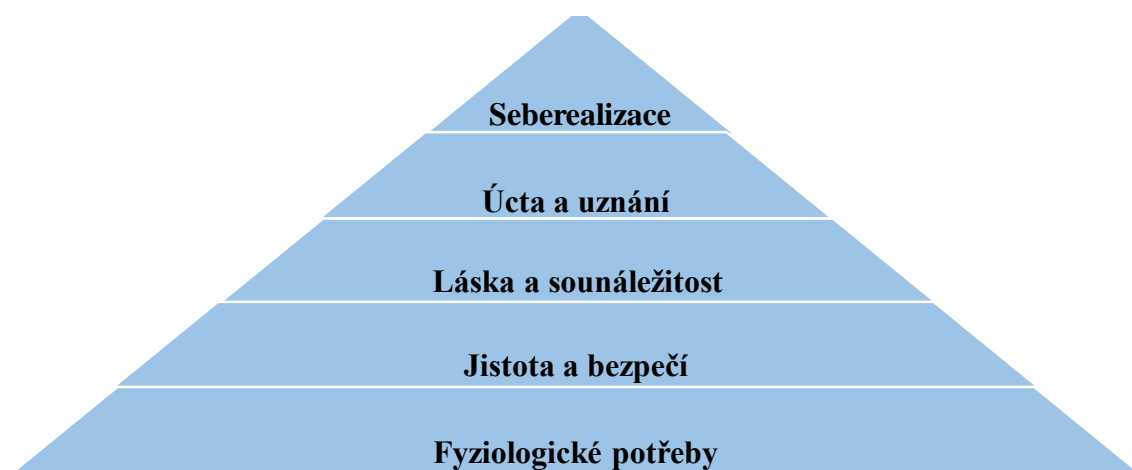 Seberealizace
Úcta a uznání
Láska a sounáležitost
Jistota a bezpečí
Fyziologické potřeby